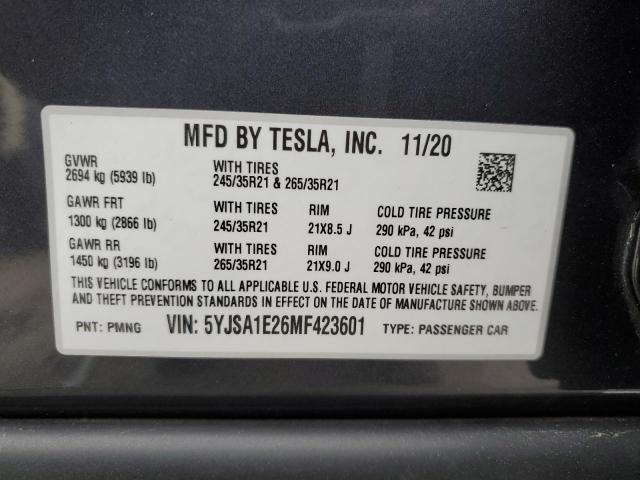 MFD BY TESLA, INC. 11/20
GVWR
2694 kg (5939 lb)
WITH TIRES
245/35R21 & 265/35R21
GAWR FRT
1300 kg (2866 lb)
WITH TIRES
245/35R21
RIM
21X8.5 J
COLD TIRE PRESSURE
290 kPa, 42 psi
GAWR RR
1450 kg (3196 lb)
WITH TIRES
265/35R21
RIM
21X9.0 J
COLD TIRE PRESSURE
290 kPa, 42 psi
THIS VEHICLE CONFORMS TO ALL APPLICABLE U.S. FEDERAL MOTOR VEHICLE SAFETY, BUMPER
AND THEFT PREVENTION STANDARDS IN EFFECT ON THE DATE OF MANUFACTURE SHOWN ABOVE.
PNT: PMNG VIN: 5YJSA1E26MF423601 TYPE: PASSENGER CAR